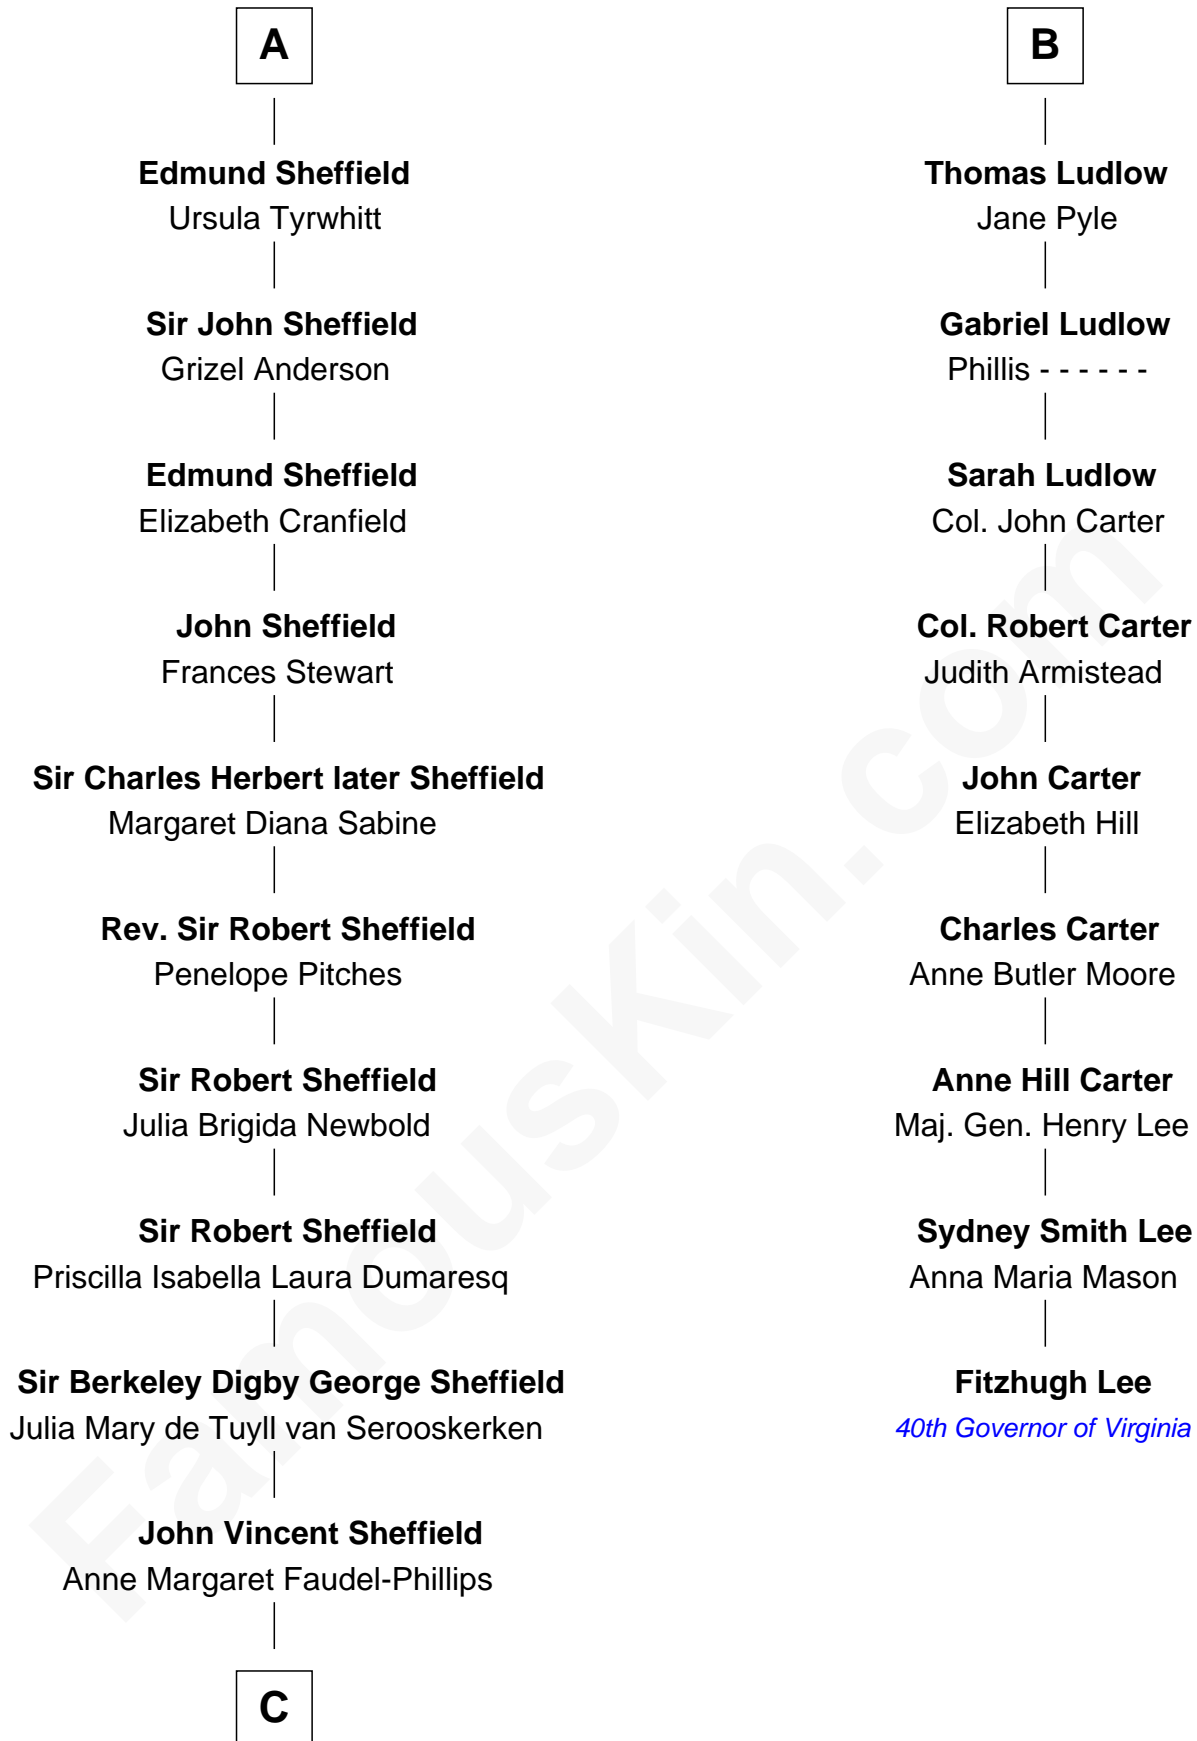 A
Edmund Sheffield
Ursula Tyrwhitt
Sir John Sheffield
Grizel Anderson
Edmund Sheffield
Elizabeth Cranfield
John Sheffield
Frances Stewart
Sir Charles Herbert later Sheffield
Margaret Diana Sabine
Rev. Sir Robert Sheffield
Penelope Pitches
Sir Robert Sheffield
Julia Brigida Newbold
Sir Robert Sheffield
Priscilla Isabella Laura Dumaresq
Sir Berkeley Digby George Sheffield
Julia Mary de Tuyll van Serooskerken
John Vincent Sheffield
Anne Margaret Faudel-Phillips
C
B
Thomas Ludlow
Jane Pyle
Gabriel Ludlow
Phillis - - - - - -
Sarah Ludlow
Col. John Carter
Col. Robert Carter
Judith Armistead
John Carter
Elizabeth Hill
Charles Carter
Anne Butler Moore
Anne Hill Carter
Maj. Gen. Henry Lee
Sydney Smith Lee
Anna Maria Mason
Fitzhugh Lee
40th Governor of Virginia
FamousKin.com